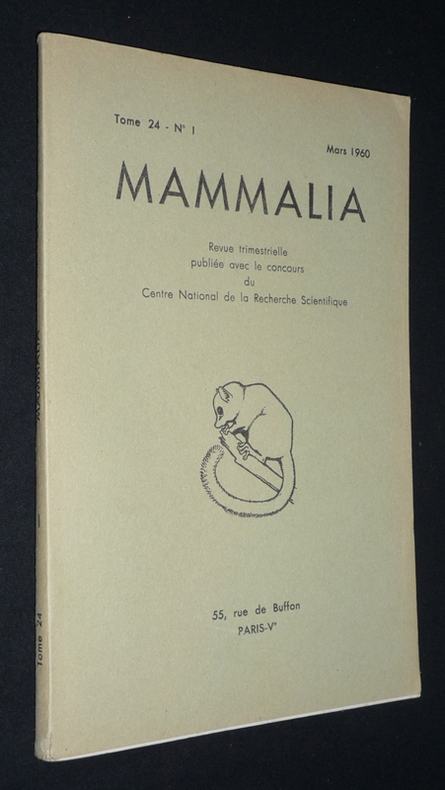 Tome 24 - N° 1
Mars 1960
MAMMALIA
Revue trimestrielle
publiée avec le concours
du
Centre National de la Recherche Scientifique
55, rue de Buffon
PARIS-Vᵉ
MAMMALIA
Tome 24